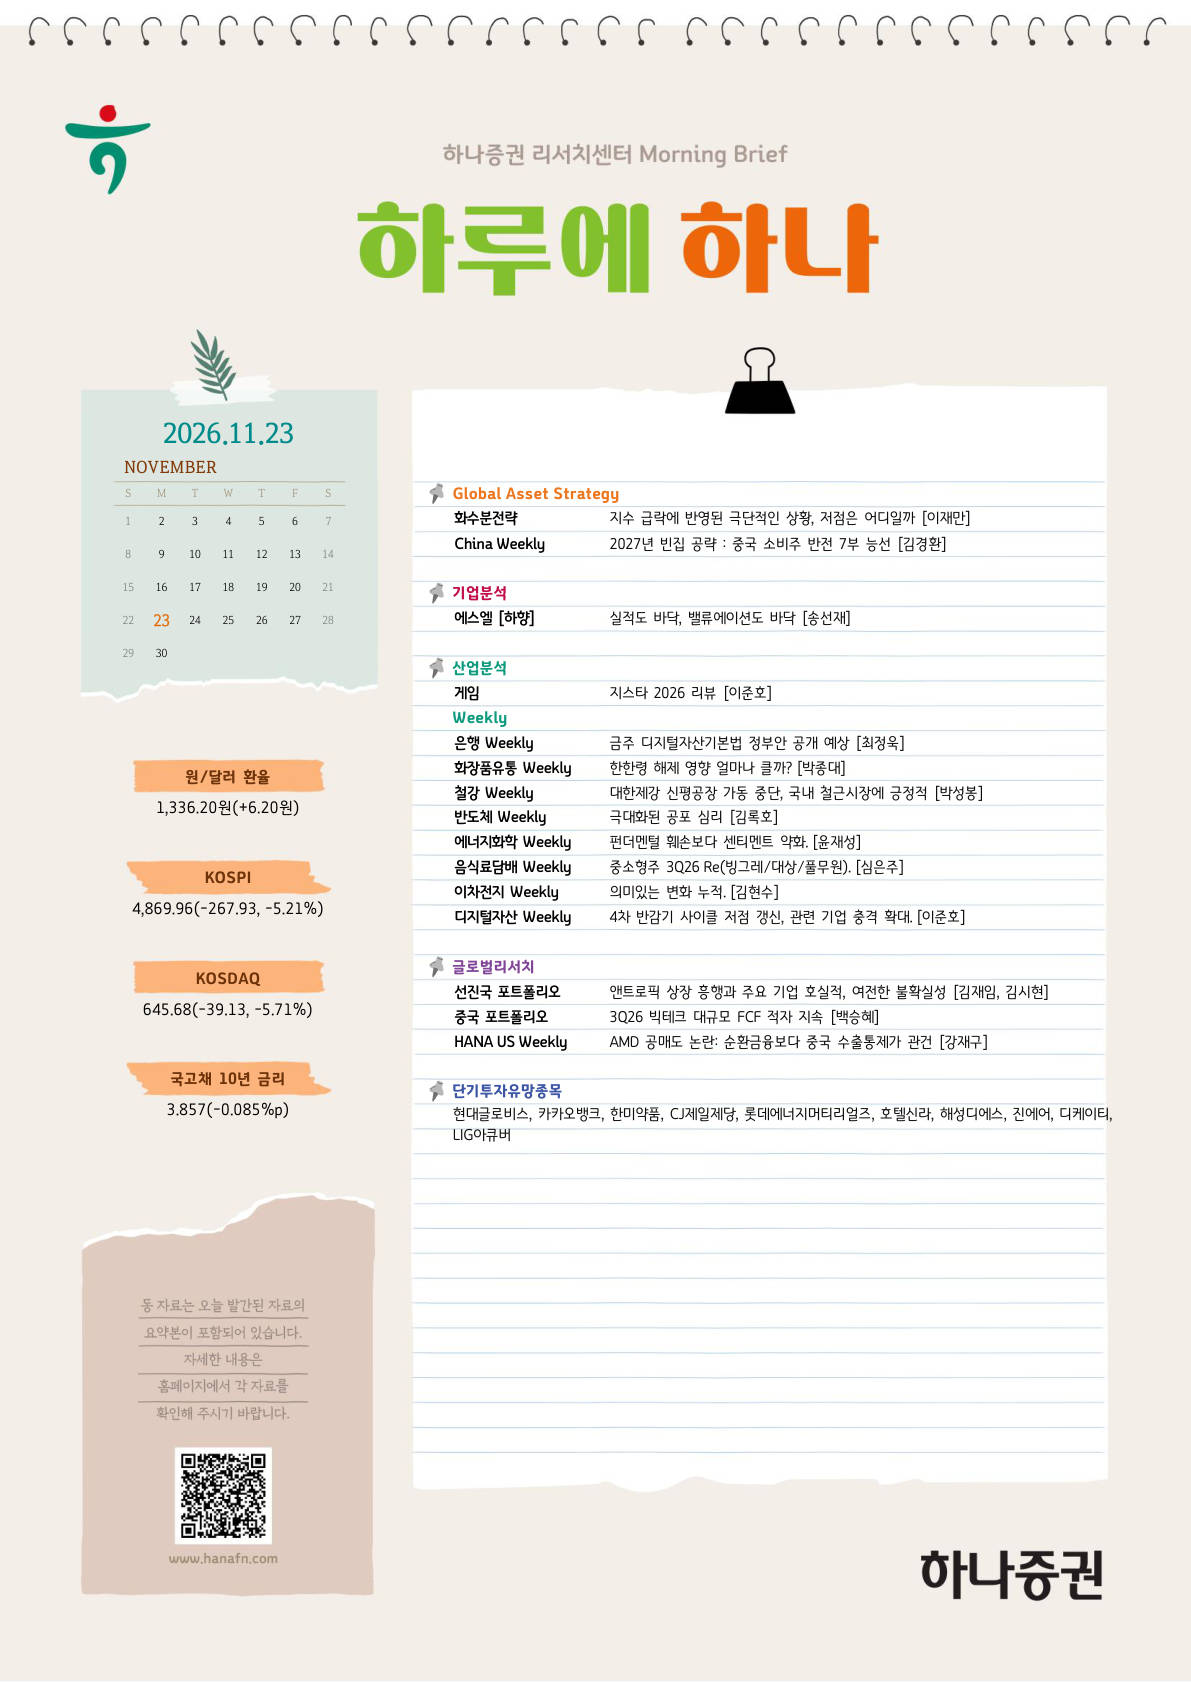 하나증권 리서치센터 Morning Brief
하루에 하나
2026.11.23
NOVEMBER
S M T W T F S
1 2 3 4 5 6 7
8 9 10 11 12 13 14
15 16 17 18 19 20 21
22 23 24 25 26 27 28
29 30
원/달러 환율
1,336.20원(+6.20원)
KOSPI
4,869.96(-267.93, -5.21%)
KOSDAQ
645.68(-39.13, -5.71%)
국고채 10년 금리
3.857(-0.085%p)
동 자료는 오늘 발간된 자료의
요약본이 포함되어 있습니다.
자세한 내용은
홈페이지에서 각 자료를
확인해 주시기 바랍니다.
www.hanafn.com
Global Asset Strategy
화수분전략 지수 급락에 반영된 극단적인 상황, 저점은 어디일까 [이재만]
China Weekly 2027년 빈집 공략 : 중국 소비주 반전 7부 능선 [김경환]
기업분석
에스엘 [하향] 실적도 바닥, 밸류에이션도 바닥 [송선재]
산업분석
게임 지스타 2026 리뷰 [이준호]
Weekly
은행 Weekly 금주 디지털자산기본법 정부안 공개 예상 [최정욱]
화장품유통 Weekly 한한령 해제 영향 얼마나 클까? [박종대]
철강 Weekly 대한제강 신평공장 가동 중단, 국내 철근시장에 긍정적 [박성봉]
반도체 Weekly 극대화된 공포 심리 [김록호]
에너지화학 Weekly 펀더멘털 훼손보다 센티멘트 약화. [윤재성]
음식료담배 Weekly 중소형주 3Q26 Re(빙그레/대상/풀무원). [심은주]
이차전지 Weekly 의미있는 변화 누적. [김현수]
디지털자산 Weekly 4차 반감기 사이클 저점 갱신, 관련 기업 충격 확대. [이준호]
글로벌리서치
선진국 포트폴리오 앤트로픽 상장 흥행과 주요 기업 호실적, 여전한 불확실성 [김재임, 김시현]
중국 포트폴리오 3Q26 빅테크 대규모 FCF 적자 지속 [백승혜]
HANA US Weekly AMD 공매도 논란: 순환금융보다 중국 수출통제가 관건 [강재구]
단기투자유망종목
현대글로비스, 카카오뱅크, 한미약품, CJ제일제당, 롯데에너지머티리얼즈, 호텔신라, 해성디에스, 진에어, 디케이티,
LIG아큐버
하나증권